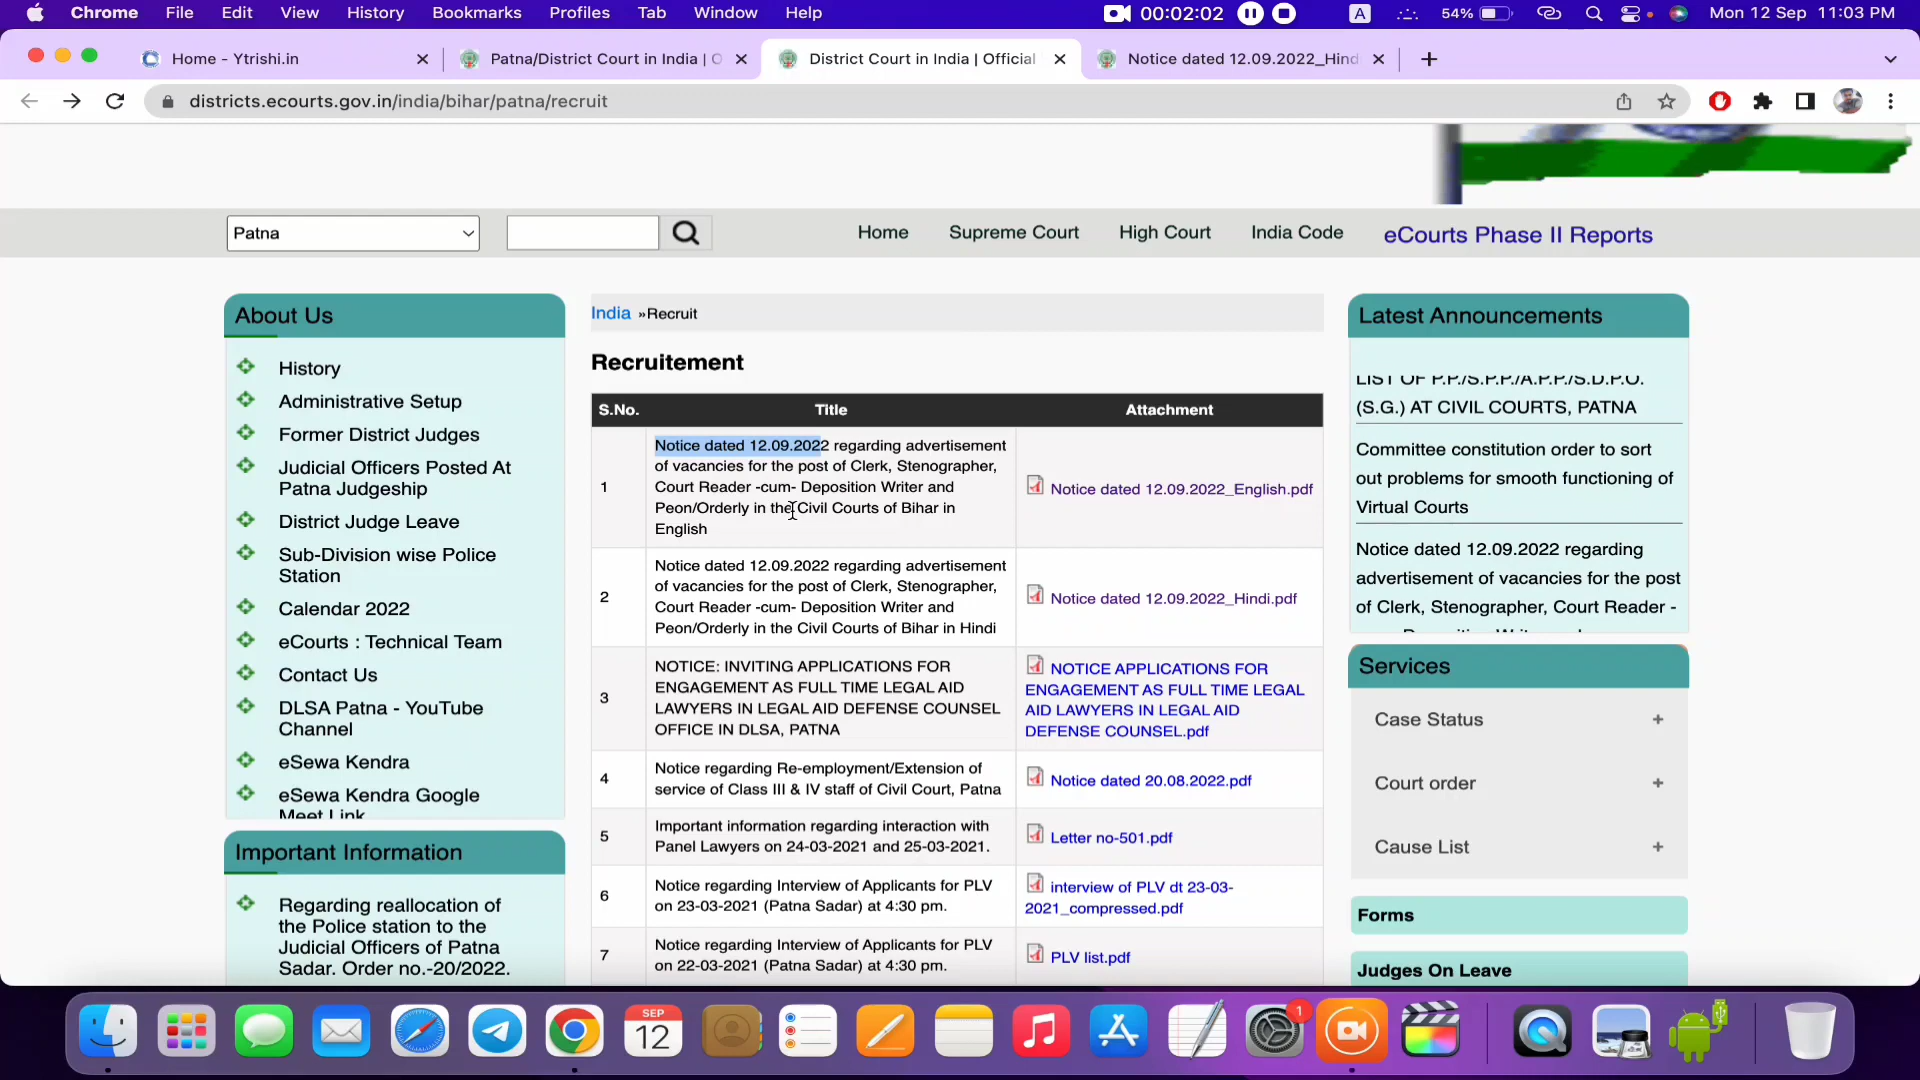 Chrome File Edit View History Bookmarks Profiles Tab Window Help 00:02:02 A 54% Mon 12 Sep 11:03 PM
Home - Ytrishi.in
Patna/District Court in India | O
District Court in India | Official
Notice dated 12.09.2022_Hind
districts.ecourts.gov.in/india/bihar/patna/recruit
Patna
Home Supreme Court High Court India Code eCourts Phase II Reports
About Us
History
Administrative Setup
Former District Judges
Judicial Officers Posted At
Patna Judgeship
District Judge Leave
Sub-Division wise Police
Station
Calendar 2022
eCourts : Technical Team
Contact Us
DLSA Patna - YouTube
Channel
eSewa Kendra
eSewa Kendra Google
Meet Link
Important Information
Regarding reallocation of
the Police station to the
Judicial Officers of Patna
Sadar. Order no.-20/2022.
India »Recruit
Recruitement
S.No. Title Attachment
1
Notice dated 12.09.2022 regarding advertisement
of vacancies for the post of Clerk, Stenographer,
Court Reader -cum- Deposition Writer and
Peon/Orderly in the Civil Courts of Bihar in
English
Notice dated 12.09.2022_English.pdf
2
Notice dated 12.09.2022 regarding advertisement
of vacancies for the post of Clerk, Stenographer,
Court Reader -cum- Deposition Writer and
Peon/Orderly in the Civil Courts of Bihar in Hindi
Notice dated 12.09.2022_Hindi.pdf
3
NOTICE: INVITING APPLICATIONS FOR
ENGAGEMENT AS FULL TIME LEGAL AID
LAWYERS IN LEGAL AID DEFENSE COUNSEL
OFFICE IN DLSA, PATNA
NOTICE APPLICATIONS FOR
ENGAGEMENT AS FULL TIME LEGAL
AID LAWYERS IN LEGAL AID
DEFENSE COUNSEL.pdf
4
Notice regarding Re-employment/Extension of
service of Class III & IV staff of Civil Court, Patna
Notice dated 20.08.2022.pdf
5
Important information regarding interaction with
Panel Lawyers on 24-03-2021 and 25-03-2021.
Letter no-501.pdf
6
Notice regarding Interview of Applicants for PLV
on 23-03-2021 (Patna Sadar) at 4:30 pm.
interview of PLV dt 23-03-
2021_compressed.pdf
7
Notice regarding Interview of Applicants for PLV
on 22-03-2021 (Patna Sadar) at 4:30 pm.
PLV list.pdf
Latest Announcements
LIST OF P.P./S.P.P./A.P.P./S.D.P.O.
(S.G.) AT CIVIL COURTS, PATNA
Committee constitution order to sort
out problems for smooth functioning of
Virtual Courts
Notice dated 12.09.2022 regarding
advertisement of vacancies for the post
of Clerk, Stenographer, Court Reader -
Services
Case Status +
Court order +
Cause List +
Forms
Judges On Leave
SEP
12
1